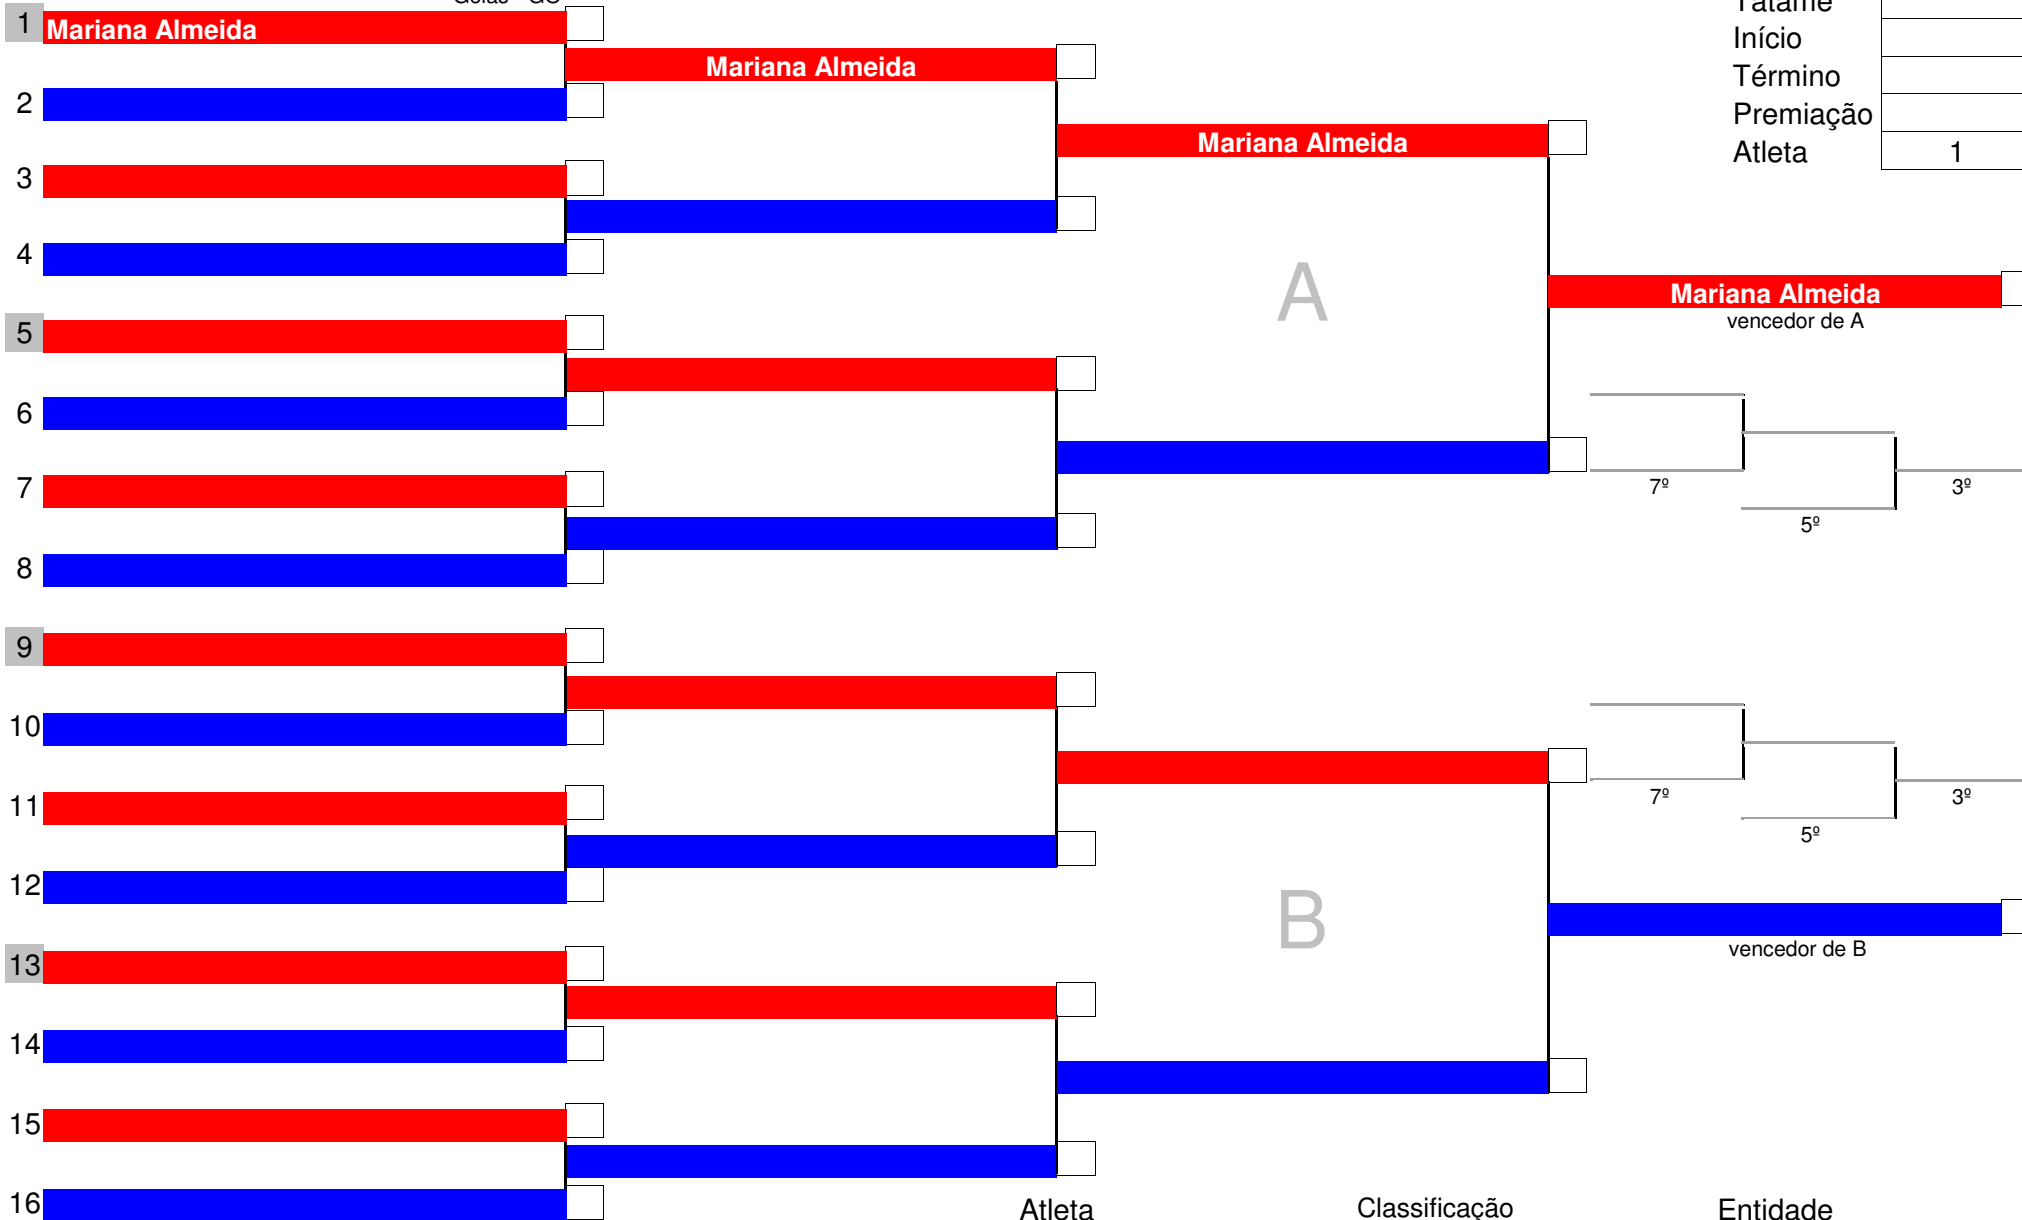 Goiás - GO
Tatame
1 Mariana Almeida
Início
Mariana Almeida
Término
2
Premiação
Mariana Almeida
Atleta 1
3
4
A
Mariana Almeida
vencedor de A
5
6
7
7º 3º
5º
8
9
10
11
7º 3º
5º
12
B
vencedor de B
13
14
15
16
Atleta Classificação Entidade